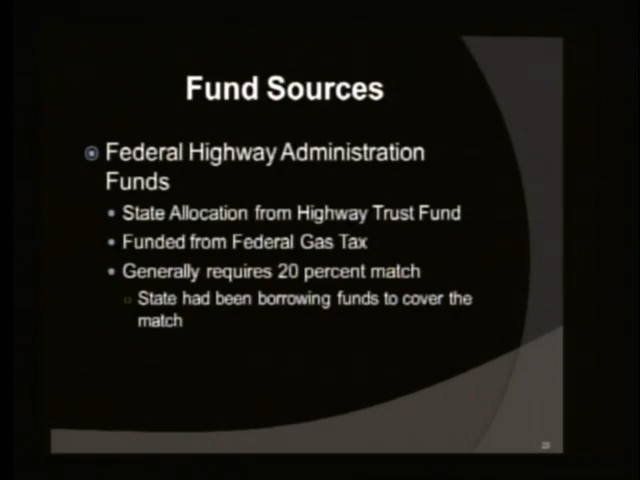 Fund Sources
Federal Highway Administration
Funds
State Allocation from Highway Trust Fund
Funded from Federal Gas Tax
Generally requires 20 percent match
State had been borrowing funds to cover the
match